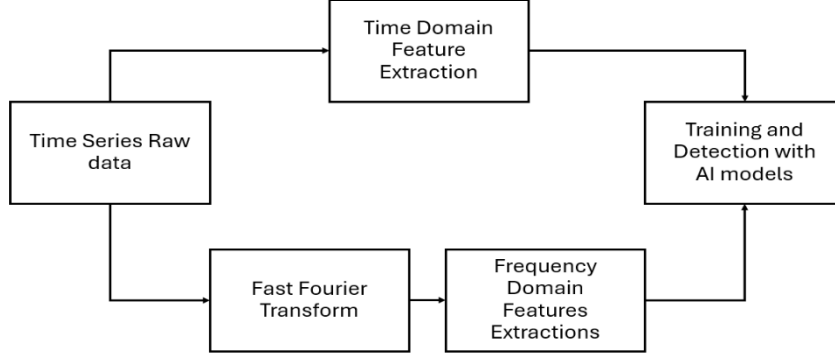 Time Domain
Feature
Extraction
Time Series Raw
data
Training and
Detection with
AI models
Fast Fourier
Transform
Frequency
Domain
Features
Extractions